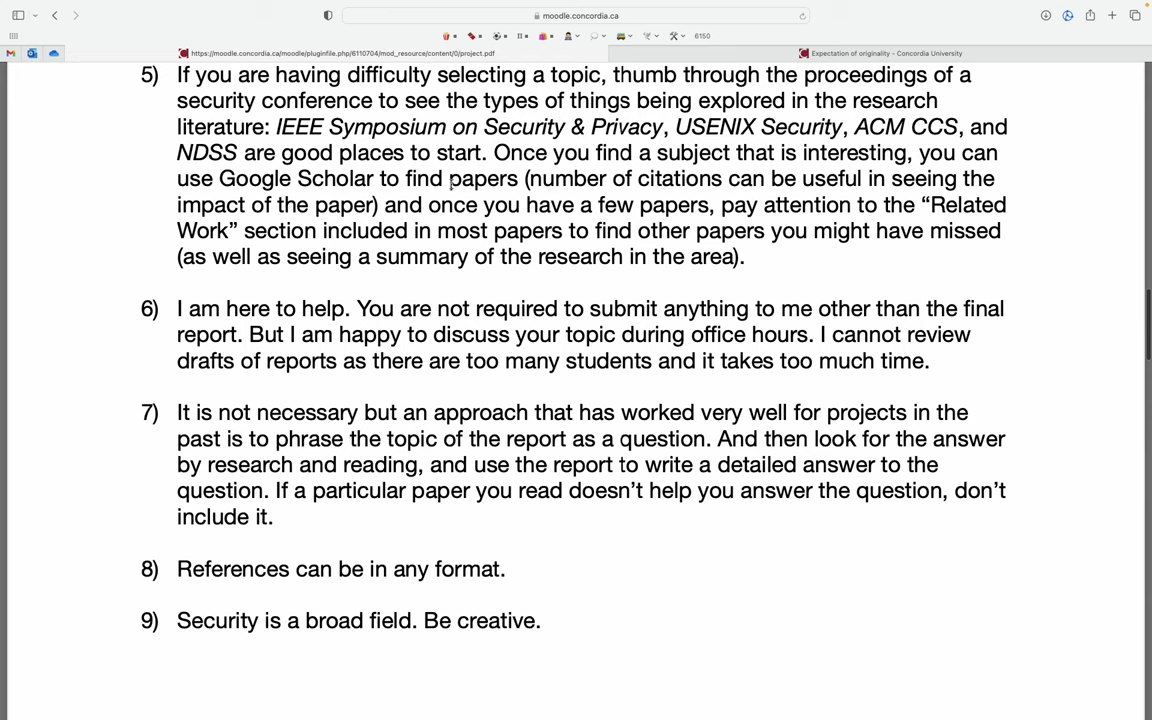 moodle.concordia.ca
6150
https://moodle.concordia.ca/moodle/pluginfile.php/6110704/mod_resource/content/0/project.pdf
Expectation of originality - Concordia University
5) If you are having difficulty selecting a topic, thumb through the proceedings of a
security conference to see the types of things being explored in the research
literature: IEEE Symposium on Security & Privacy, USENIX Security, ACM CCS, and
NDSS are good places to start. Once you find a subject that is interesting, you can
use Google Scholar to find papers (number of citations can be useful in seeing the
impact of the paper) and once you have a few papers, pay attention to the “Related
Work” section included in most papers to find other papers you might have missed
(as well as seeing a summary of the research in the area).
6) I am here to help. You are not required to submit anything to me other than the final
report. But I am happy to discuss your topic during office hours. I cannot review
drafts of reports as there are too many students and it takes too much time.
7) It is not necessary but an approach that has worked very well for projects in the
past is to phrase the topic of the report as a question. And then look for the answer
by research and reading, and use the report to write a detailed answer to the
question. If a particular paper you read doesn’t help you answer the question, don’t
include it.
8) References can be in any format.
9) Security is a broad field. Be creative.